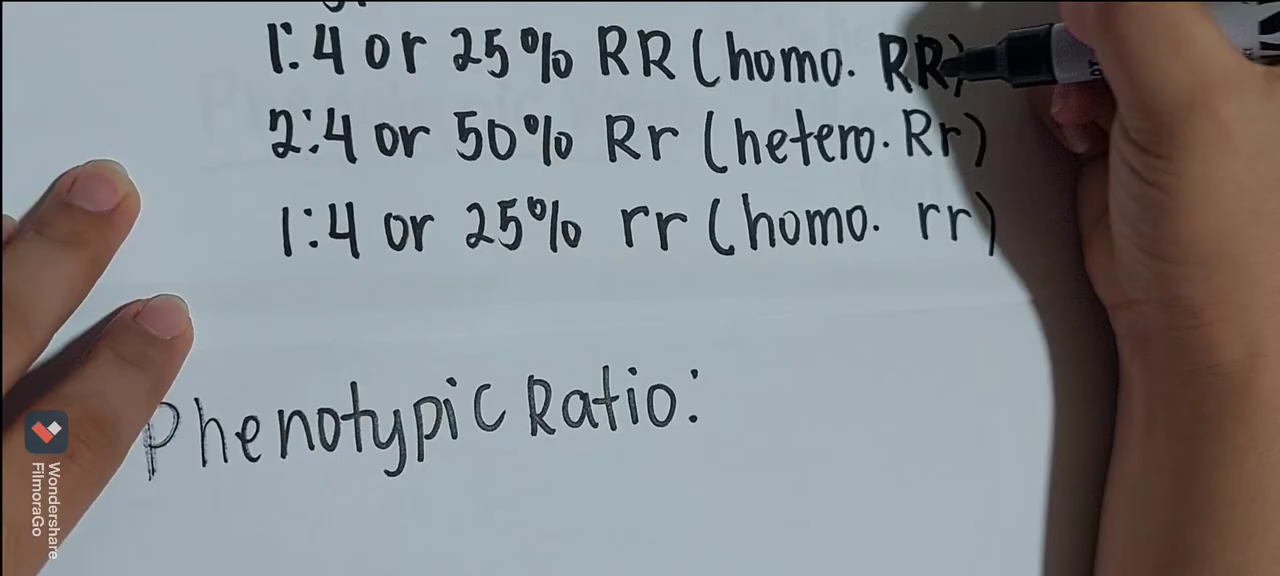 1:4 or 25% RR (homo. RR)
2:4 or 50% Rr (hetero. Rr)
1:4 or 25% rr (homo. rr)
Phenotypic Ratio:
Wondershare
FilmoraGo